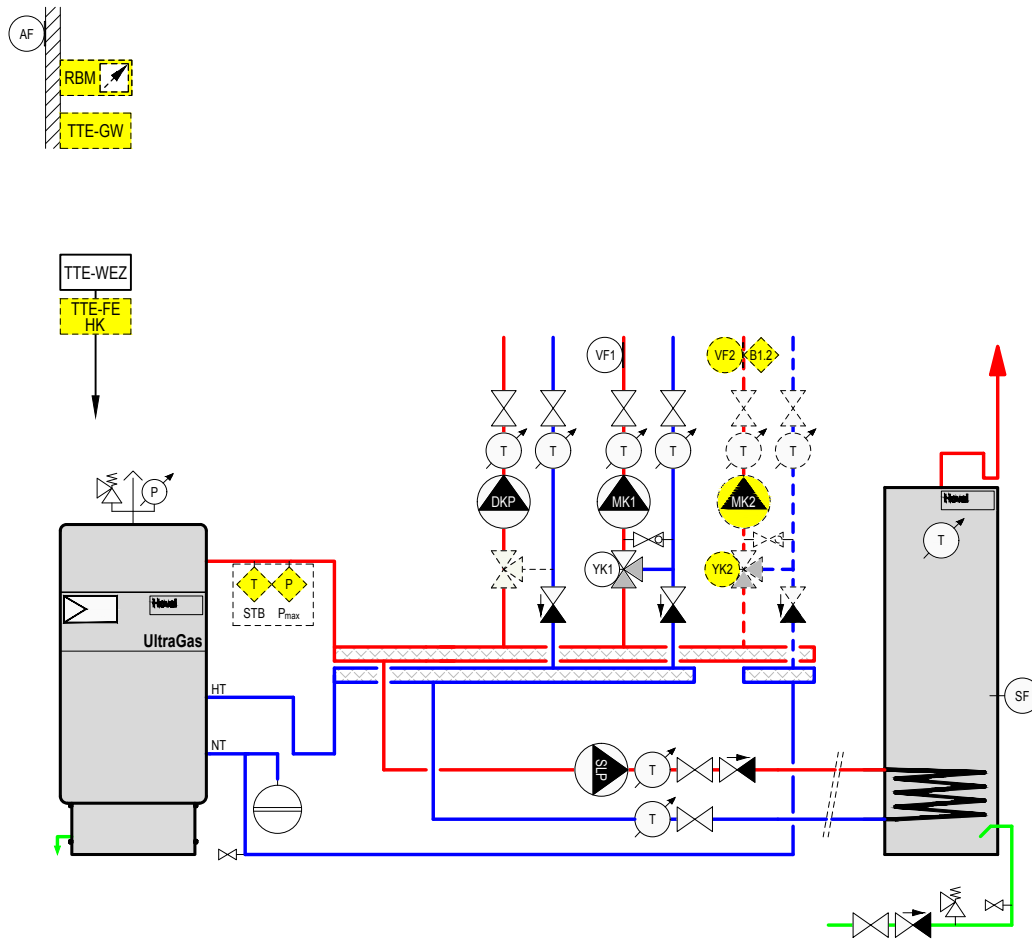 AF
RBM
TTE-GW
TTE-WEZ
TTE-FE
HK
VF1
VF2
B1.2
T
T
T
T
T
T
P
DKP
MK1
MK2
Hoval
T
YK1
YK2
T
P
STB
Pmax
Hoval
UltraGas
HT
SF
NT
SLP
T
T